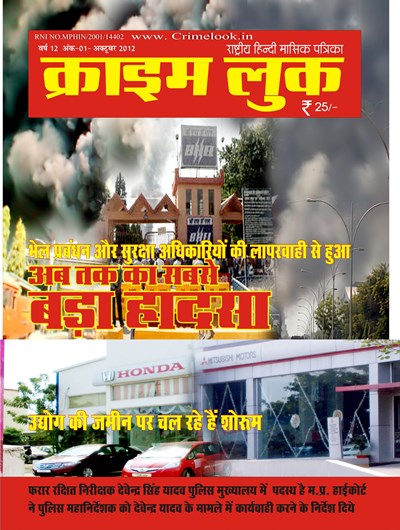 RNI NO.MPHIN/2001/14402 www. Crimelook.in
वर्ष 12 अंक-01- अक्टूबर 2012 राष्ट्रीय हिन्दी मासिक पत्रिका
क्राइम लुक
₹ 25/-
भेल प्रबंधन और सुरक्षा अधिकारियों की लापरवाही से हुआ
अब तक का सबसे
बड़ा हादसा
HONDA
MITSUBISHI MOTORS
उद्योग की जमीन पर चल रहे हैं शोरूम
फरार रक्षित निरीक्षक देवेन्द्र सिंह यादव पुलिस मुख्यालय में पदस्थ है म.प्र. हाईकोर्ट
ने पुलिस महानिर्देशक को देवेन्द्र यादव के मामले में कार्यवाही करने के निर्देश दिये